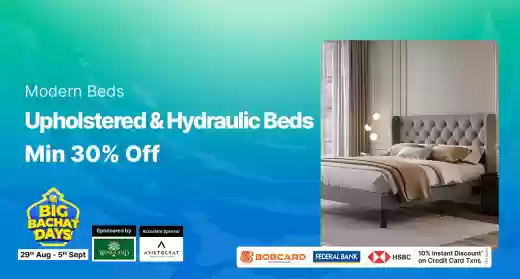 Modern Beds
Upholstered & Hydraulic Beds
Min 30% Off
BIG
BACHAT
DAYS
29th Aug - 5th Sept
Sponsored by
Associate Sponsor
ARISTOCRAT
BOBCARD
FEDERAL BANK
HSBC
10% Instant Discount*
on Credit Card Txns